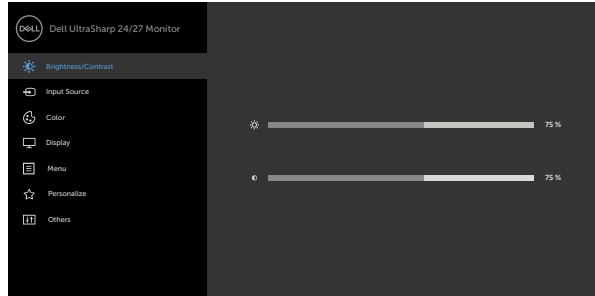 DELL
Dell UltraSharp 24/27 Monitor
Brightness/Contrast
Input Source
Color
75 %
Display
Menu
75 %
Personalize
Others